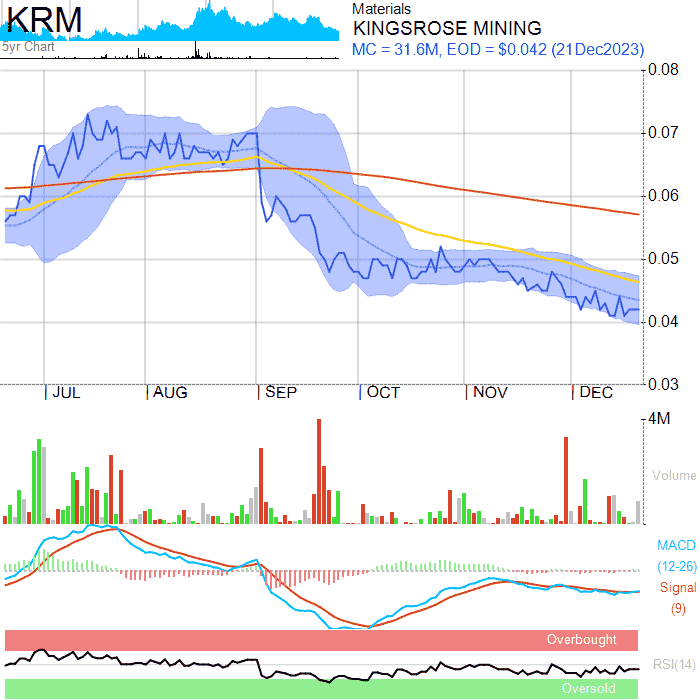 KRM
5yr Chart
Materials
KINGSROSE MINING
MC = 31.6M, EOD = $0.042 (21Dec2023)
0.08
0.07
0.06
0.05
0.04
0.03
JUL AUG SEP OCT NOV DEC
4M
Volume
MACD
(12-26)
Signal
(9)
Overbought
RSI(14)
Oversold